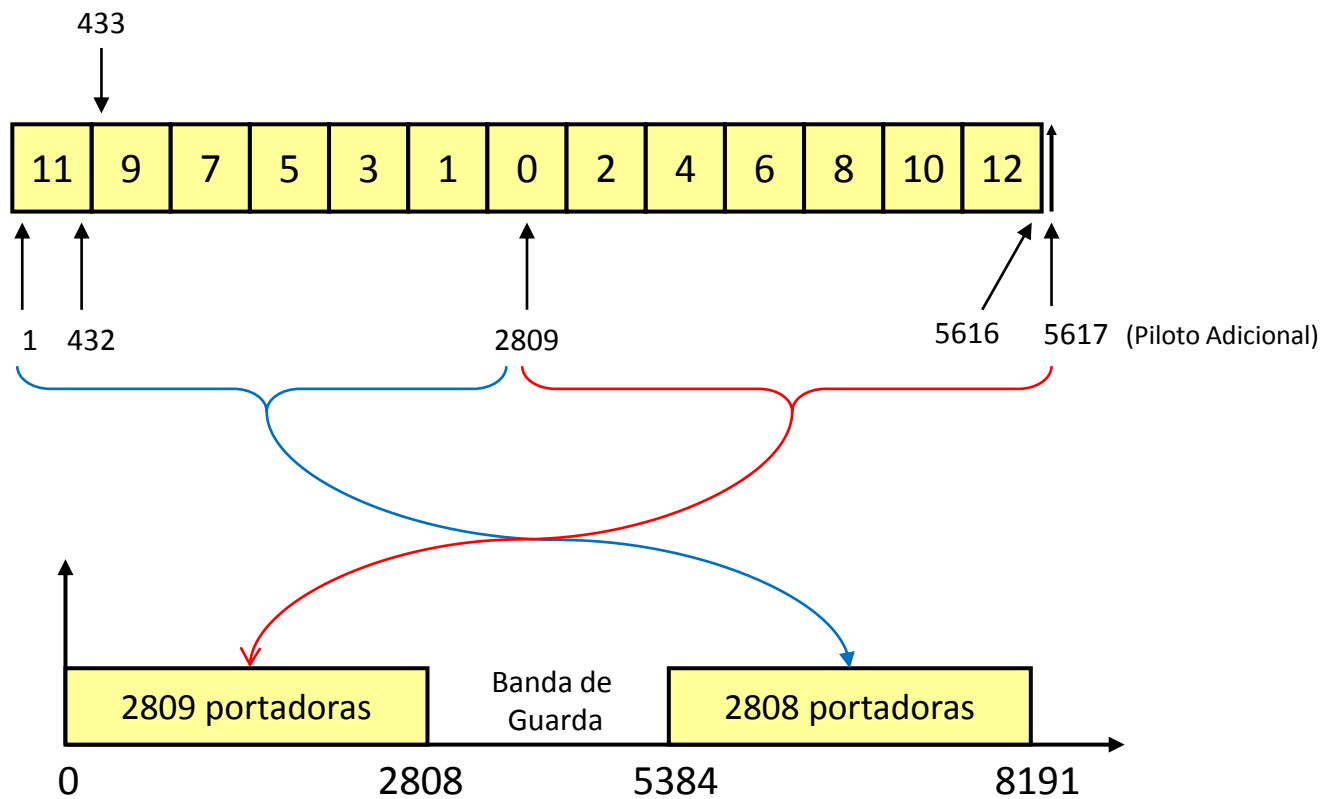 433
11 9 7 5 3 1 0 2 4 6 8 10 12
1 432 2809 5616 5617 (Piloto Adicional)
2809 portadoras
Banda de
Guarda
2808 portadoras
0 2808 5384 8191